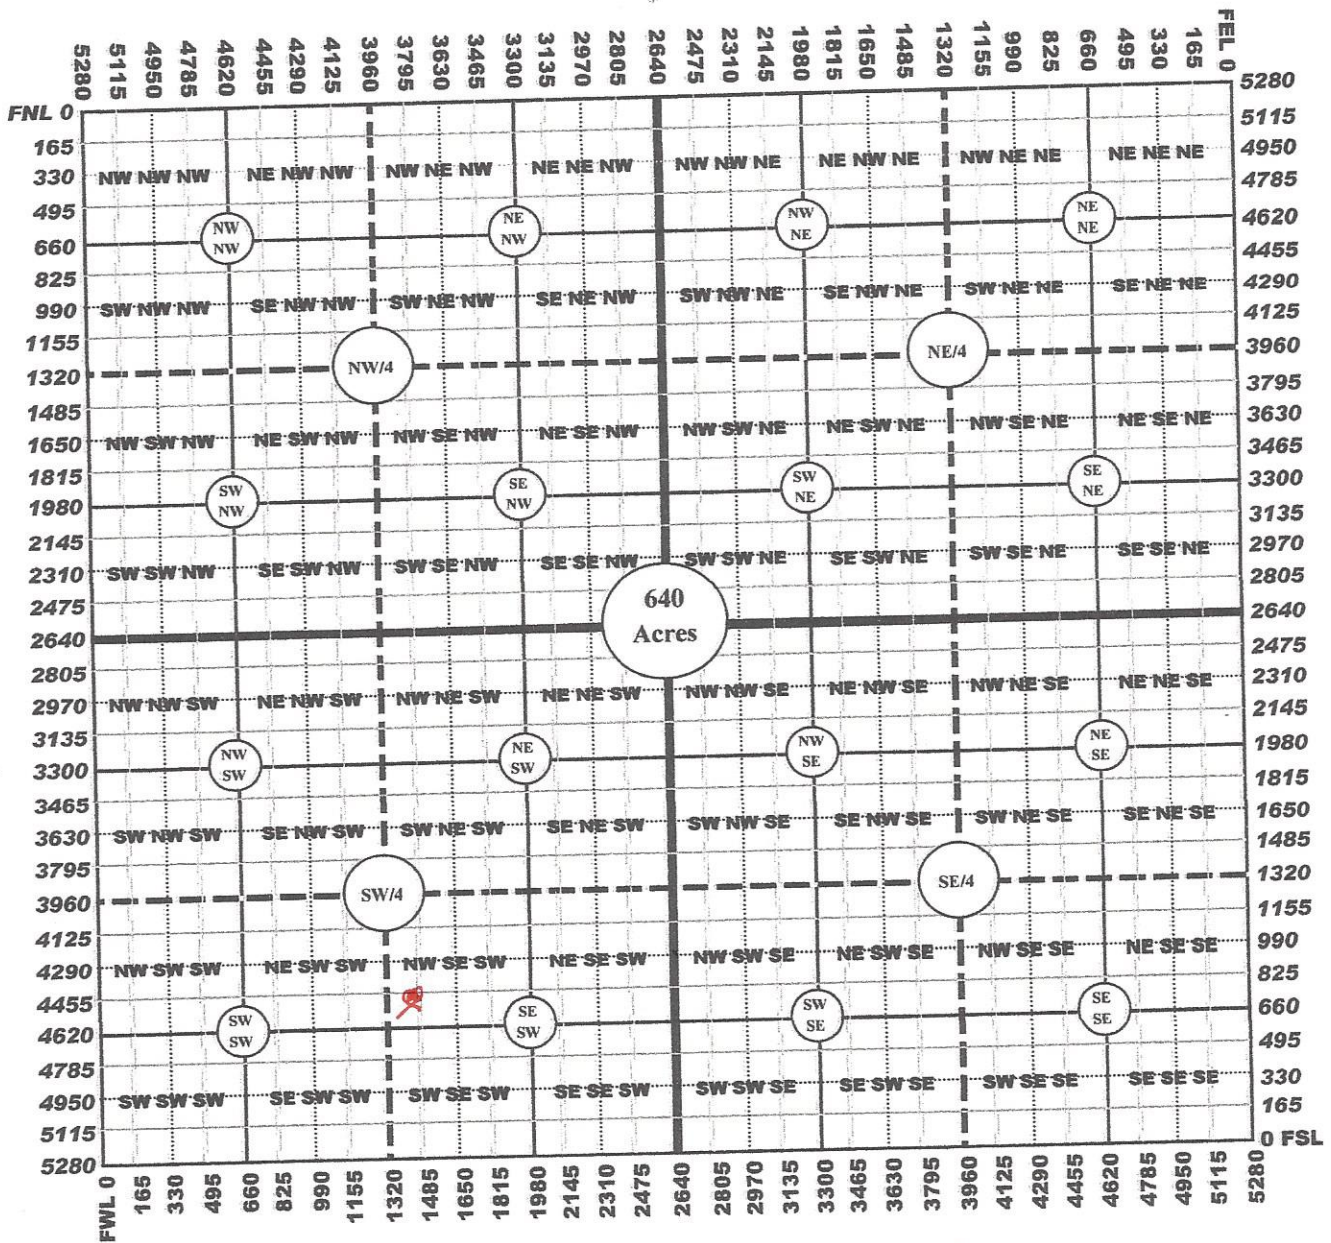 5280 5115 4950 4785 4620 4455 4290 4125 3960 3795 3630 3465 3300 3135 2970 2805 2640 2475 2310 2145 1980 1815 1650 1485 1320 1155 990 825 660 495 330 165 FEL 0
FNL 0 5280
165 5115
330 NW NW NW NE NW NW NW NE NW NE NE NW NW NW NE NE NW NE NW NE NE NE NE NE 4950
4785
495 NW NE NW NE 4620
660 NW NW NE NE 4455
825 4290
990 SW NW NW SE NW NW SW NE NW SE NE NW SW NW NE SE NW NE SW NE NE SE NE NE 4125
1155 3960
1320 NW/4 NE/4 3795
1485 3630
1650 NW SW NW NE SW NW NW SE NW NE SE NW NW SW NE NE SW NE NW SE NE NE SE NE 3465
1815 SW SE SW SE 3300
1980 NW NW NE NE 3135
2145 2970
2310 SW SW NW SE SW NW SW SE NW SE SE NW SW SW NE SE SW NE SW SE NE SE SE NE 2805
2475 640 2640
2640 Acres 2475
2805 2310
2970 NW NW SW NE NW SW NW NE SW NE NE SW NW NW SE NE NW SE NW NE SE NE NE SE 2145
3135 NW NE NW NE 1980
3300 SW SW SE SE 1815
3465 1650
3630 SW NW SW SE NW SW SW NE SW SE NE SW SW NW SE SE NW SE SW NE SE SE NE SE 1485
3795 1320
3960 SW/4 SE/4 1155
4125 990
4290 NW SW SW NE SW SW NW SE SW NE SE SW NW SW SE NE SW SE NW SE SE NE SE SE 825
4455 SW SE SW SE 660
4620 SW SW SE SE 495
4785 330
4950 SW SW SW SE SW SW SW SE SW SE SE SW SW SW SE SE SW SE SW SE SE SE SE SE 165
5115 0 FSL
5280
FWL 0 165 330 495 660 825 990 1155 1320 1485 1650 1815 1980 2145 2310 2475 2640 2805 2970 3135 3300 3465 3630 3795 3960 4125 4290 4455 4620 4785 4950 5115 5280